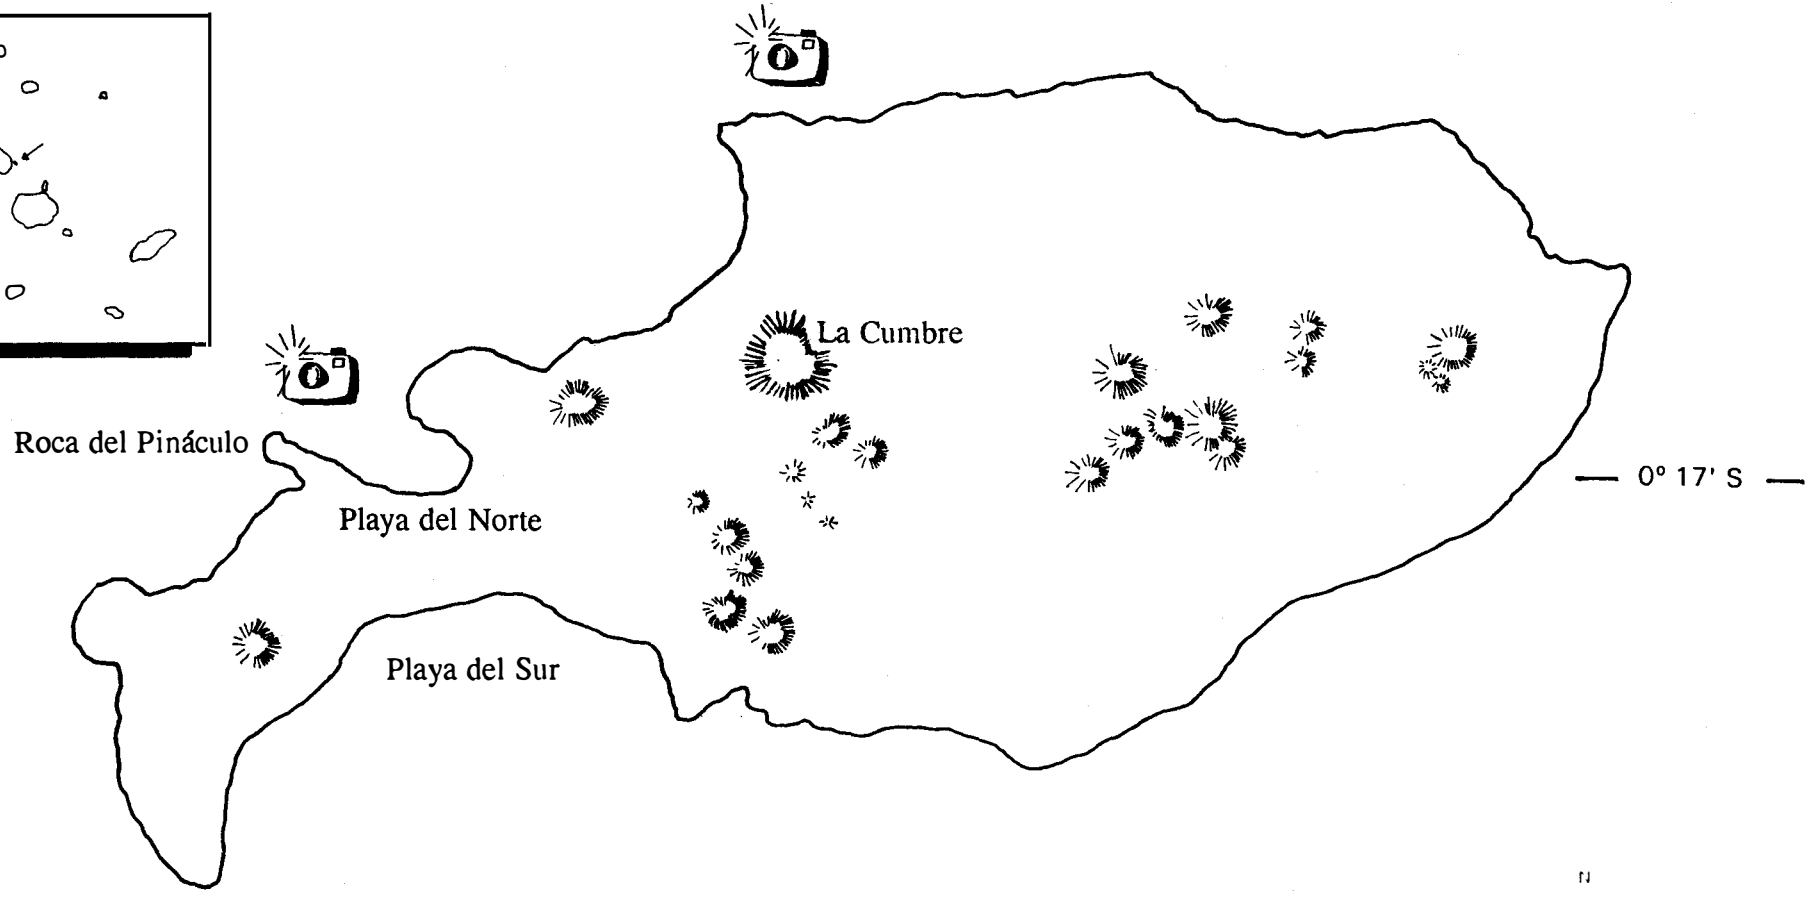 La Cumbre
Roca del Pináculo
0° 17' S
Playa del Norte
Playa del Sur